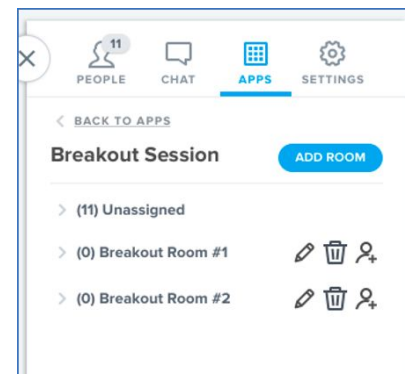 11
PEOPLE CHAT APPS SETTINGS
BACK TO APPS
Breakout Session ADD ROOM
(11) Unassigned
(0) Breakout Room #1
(0) Breakout Room #2